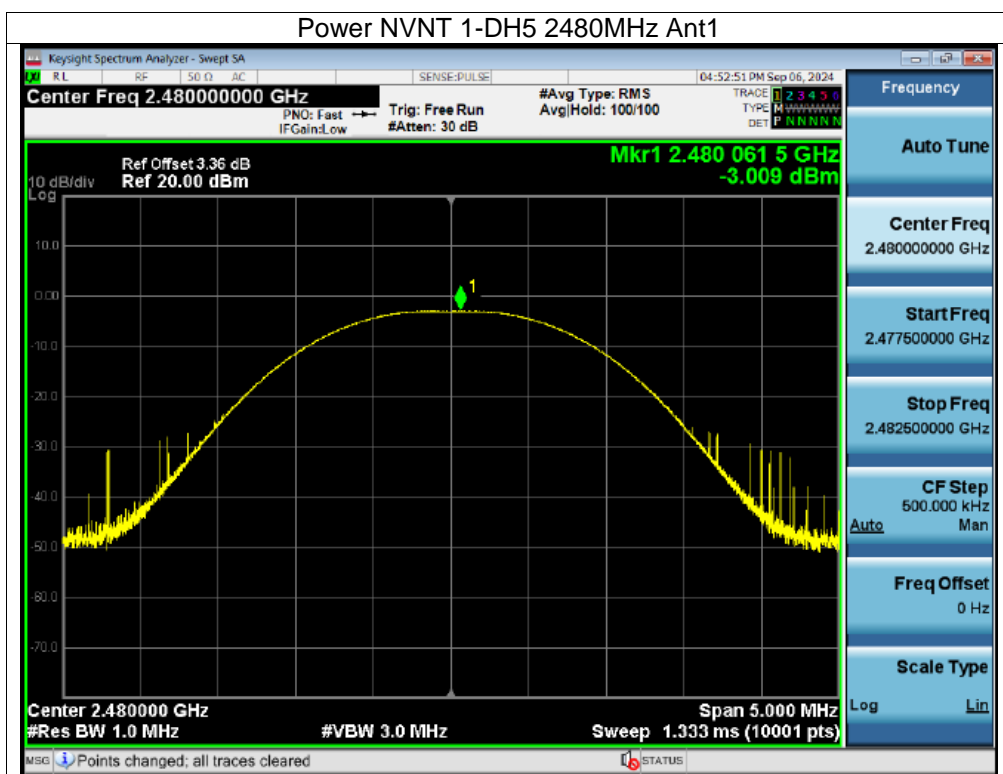 Power NVNT 1-DH5 2480MHz Ant1
Keysight Spectrum Analyzer - Swept SA
LXI RL RF 50 Ω AC SENSE:PULSE 04:52:51 PM Sep 06, 2024
Center Freq 2.480000000 GHz
PNO: Fast
IFGain:Low
Trig: Free Run
#Atten: 30 dB
#Avg Type: RMS
Avg|Hold: 100/100
TRACE 1 2 3 4 5 6
TYPE M WWWWW
DET P N N N N N
Mkr1 2.480 061 5 GHz
-3.009 dBm
Ref Offset 3.36 dB
10 dB/div Ref 20.00 dBm
Log
10.0
0.00
-10.0
-20.0
-30.0
-40.0
-50.0
-60.0
-70.0
1
Center 2.480000 GHz Span 5.000 MHz
#Res BW 1.0 MHz #VBW 3.0 MHz Sweep 1.333 ms (10001 pts)
MSG Points changed; all traces cleared STATUS
Frequency
Auto Tune
Center Freq
2.480000000 GHz
Start Freq
2.477500000 GHz
Stop Freq
2.482500000 GHz
CF Step
500.000 kHz
Auto Man
Freq Offset
0 Hz
Scale Type
Log Lin